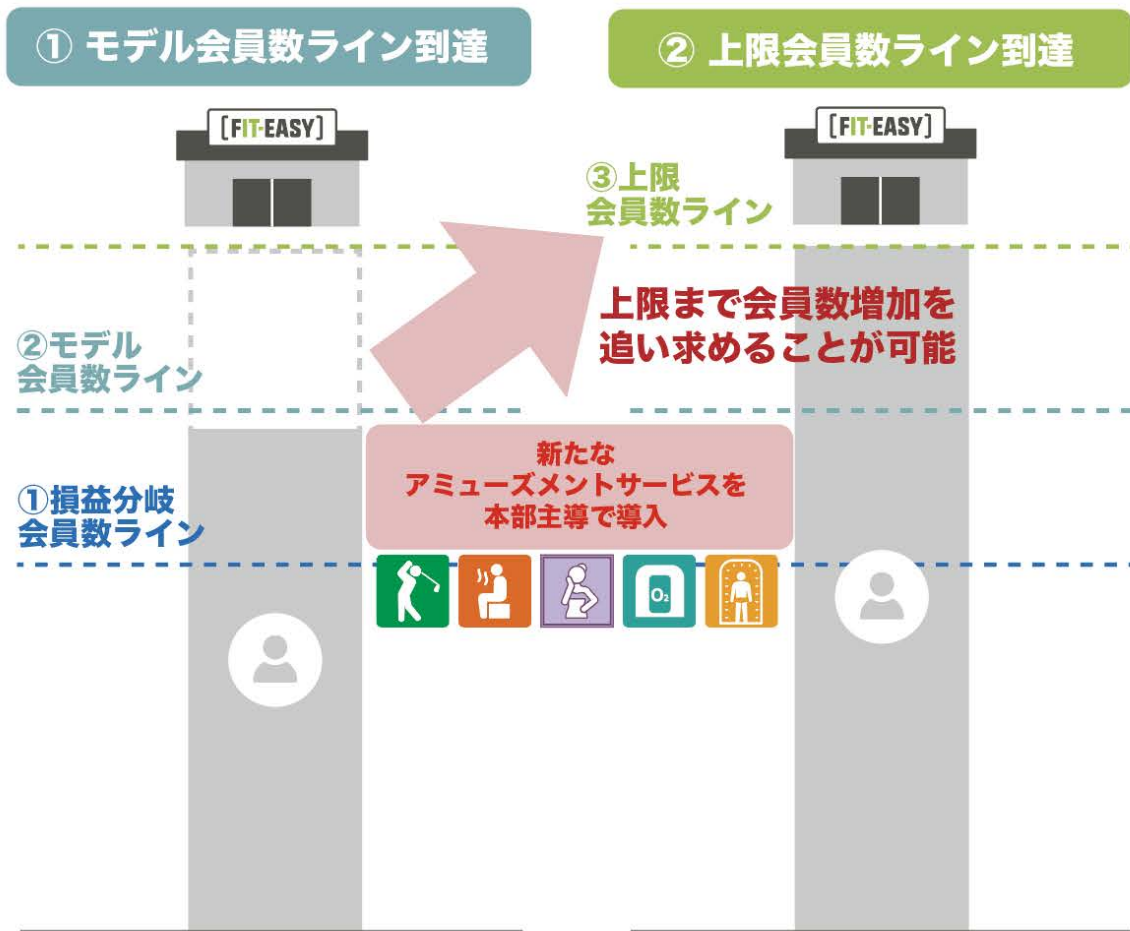 ① モデル会員数ライン到達
[FIT-EASY]
②モデル
会員数ライン
①損益分岐
会員数ライン
② 上限会員数ライン到達
[FIT-EASY]
③上限
会員数ライン
上限まで会員数増加を
追い求めることが可能
新たな
アミューズメントサービスを
本部主導で導入
O₂